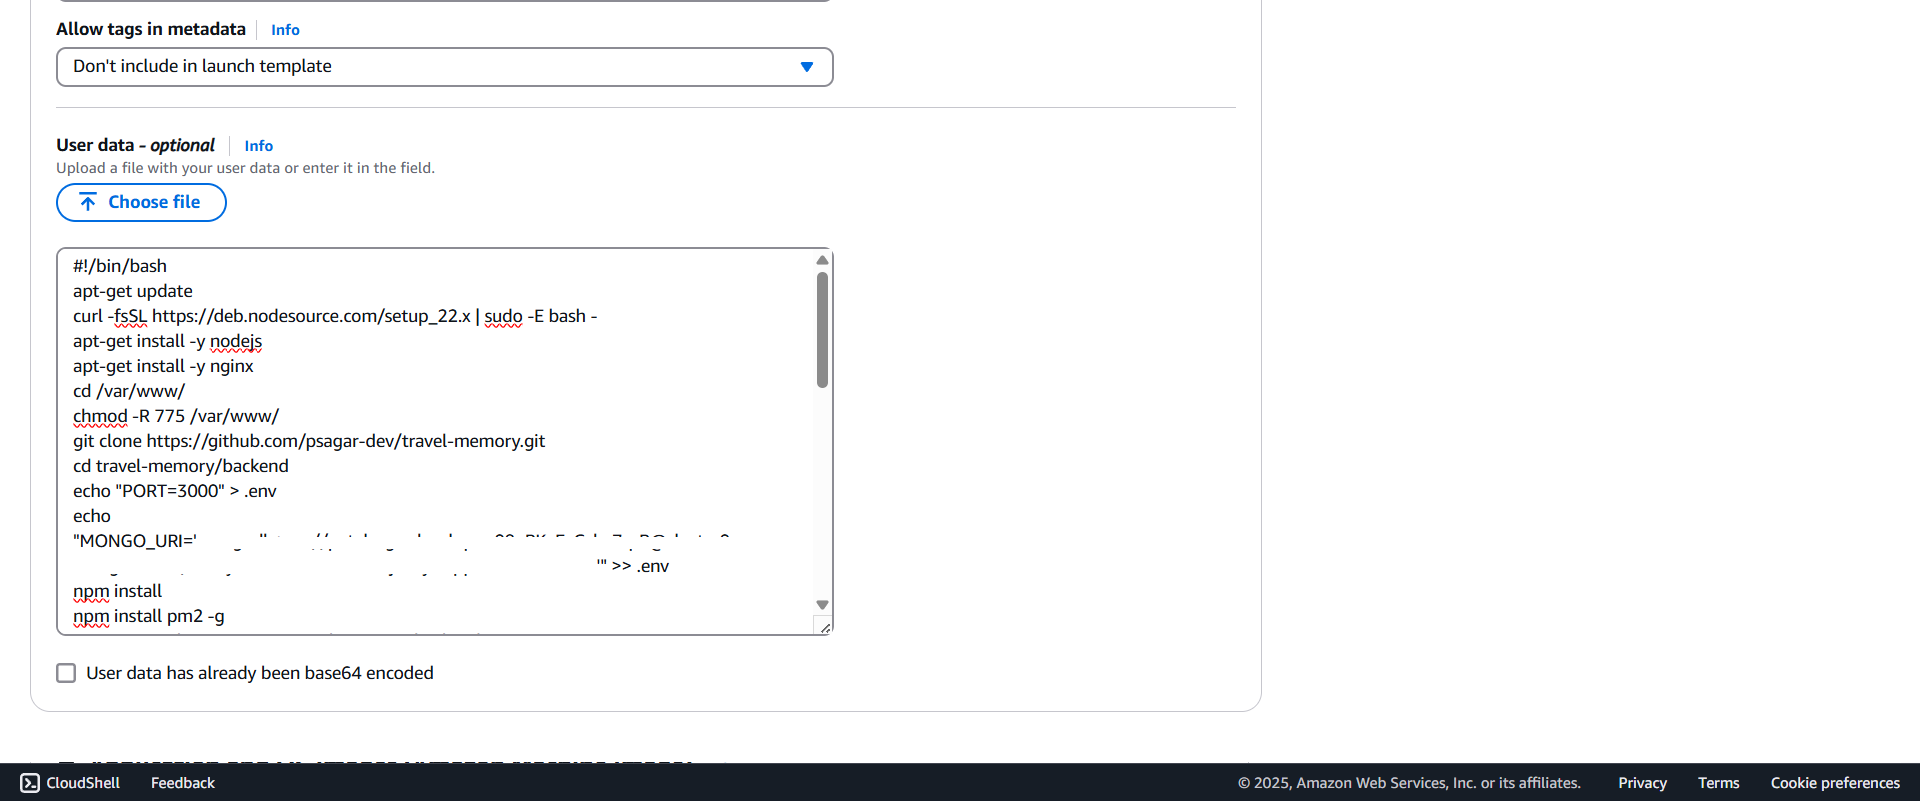 Allow tags in metadata Info
Don't include in launch template
User data - optional Info
Upload a file with your user data or enter it in the field.
Choose file
#!/bin/bash
apt-get update
curl -fsSL https://deb.nodesource.com/setup_22.x | sudo -E bash -
apt-get install -y nodejs
apt-get install -y nginx
cd /var/www/
chmod -R 775 /var/www/
git clone https://github.com/psagar-dev/travel-memory.git
cd travel-memory/backend
echo "PORT=3000" > .env
echo
"MONGO_URI='
'" >> .env
npm install
npm install pm2 -g
User data has already been base64 encoded
CloudShell Feedback © 2025, Amazon Web Services, Inc. or its affiliates. Privacy Terms Cookie preferences